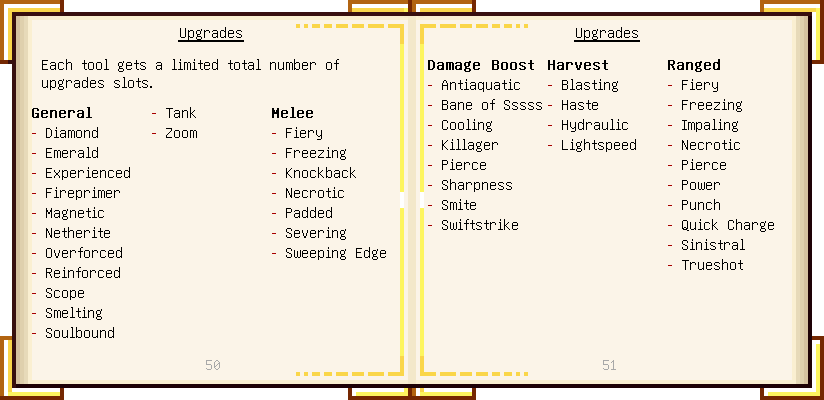 Upgrades
Each tool gets a limited total number of
upgrades slots.
General
- Diamond
- Emerald
- Experienced
- Fireprimer
- Magnetic
- Netherite
- Overforced
- Reinforced
- Scope
- Smelting
- Soulbound
- Tank
- Zoom
Melee
- Fiery
- Freezing
- Knockback
- Necrotic
- Padded
- Severing
- Sweeping Edge
50
Upgrades
Damage Boost
- Antiaquatic
- Bane of Sssss
- Cooling
- Killager
- Pierce
- Sharpness
- Smite
- Swiftstrike
Harvest
- Blasting
- Haste
- Hydraulic
- Lightspeed
Ranged
- Fiery
- Freezing
- Impaling
- Necrotic
- Pierce
- Power
- Punch
- Quick Charge
- Sinistral
- Trueshot
51